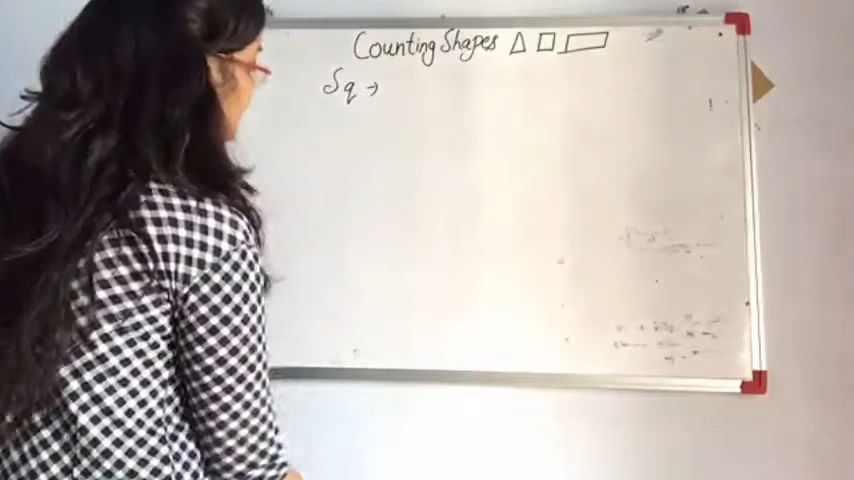 Counting Shapes △ □ ▭
Sq →